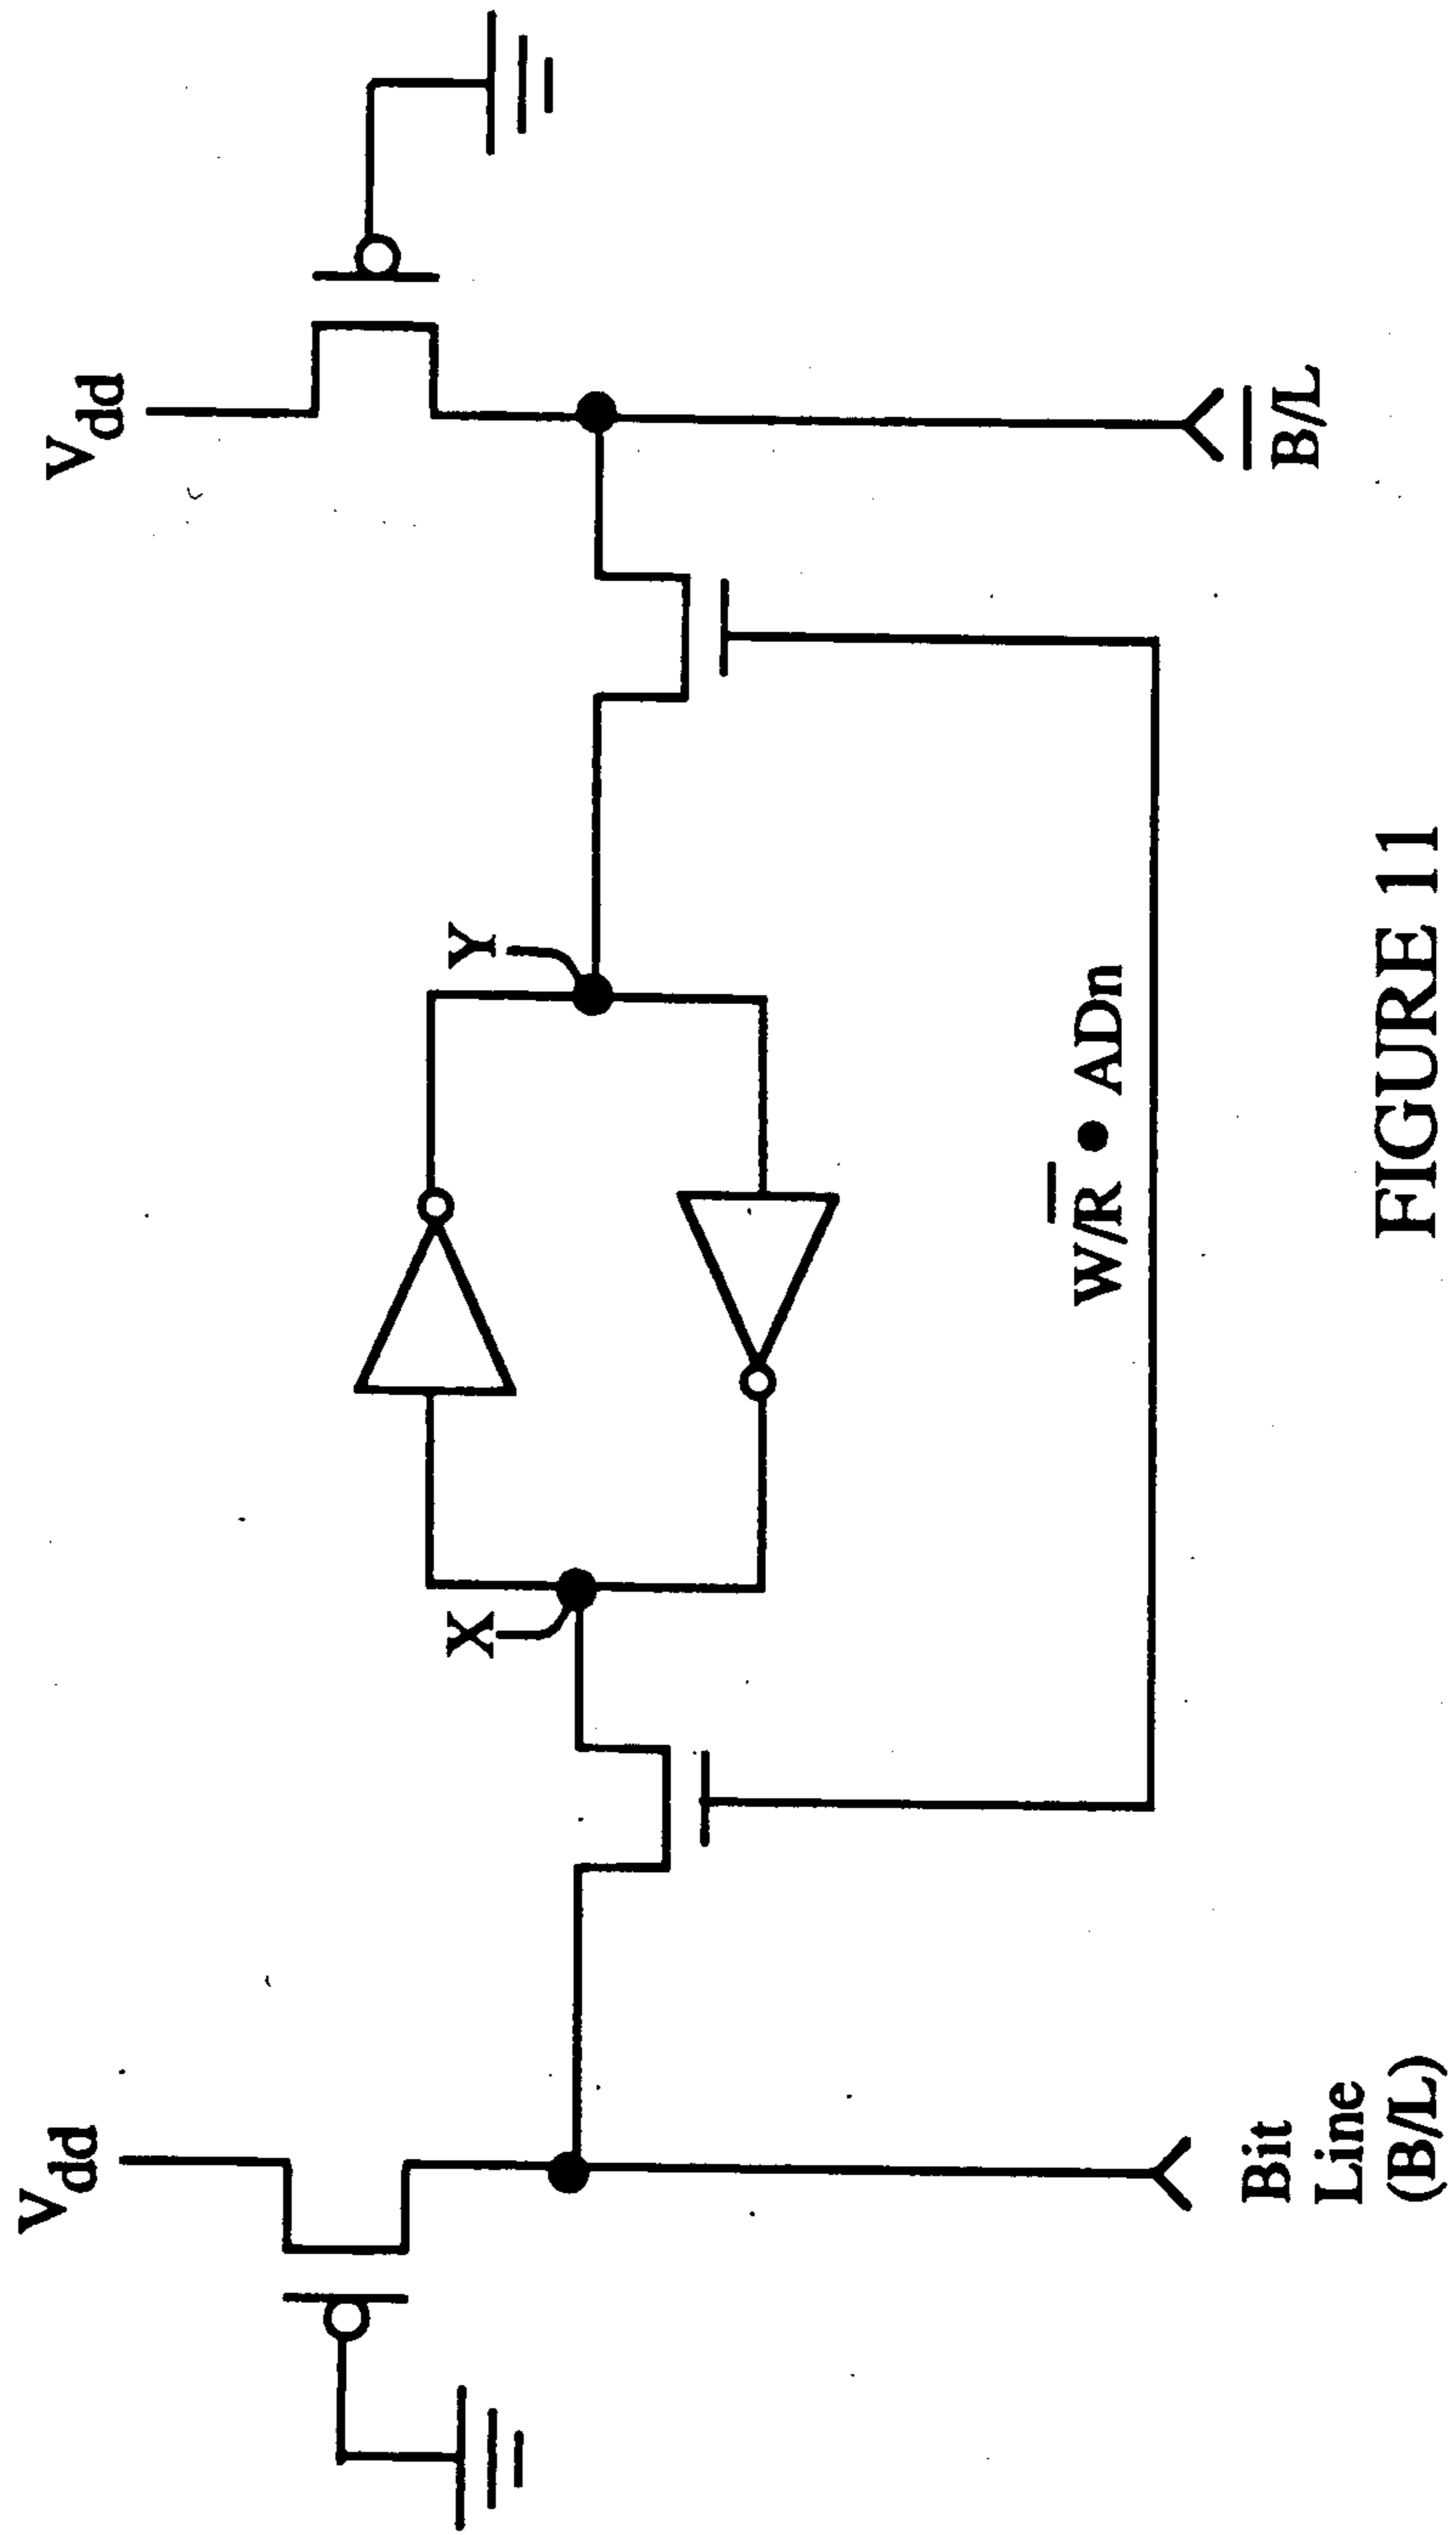 Vdd
Vdd
X
Y
W/R̅ • ADn
Bit
Line
(B/L)
B̅/̅L̅
FIGURE 11